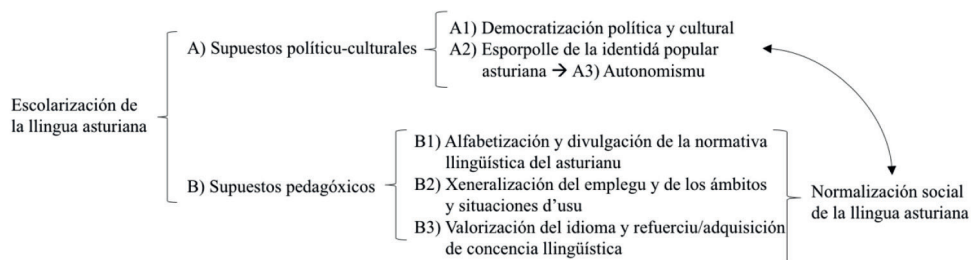 Escolarización de
la llingua asturiana
A) Supuestos polítícu-culturales
A1) Democratización política y cultural
A2) Esporpolle de la identidá popular
asturiana → A3) Autonomismu
B) Supuestos pedagóxicos
B1) Alfabetización y divulgación de la normativa
llingüística del asturianu
B2) Xeneralización del emplegu y de los ámbitos
y situaciones d’usu
B3) Valorización del idioma y refuerciu/adquisición
de concencia llingüística
Normalización social
de la llingua asturiana